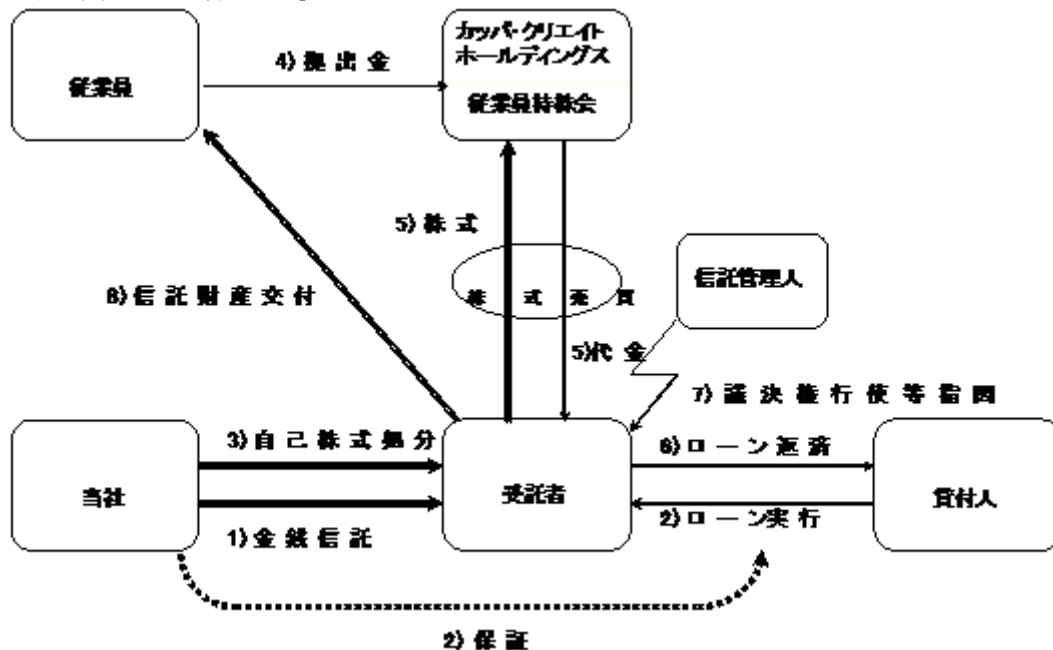 カッパ・クリエイト
ホールディングス
従業員持株会
従業員
4) 拠出金
5) 株式
株式売買
信託管理人
8) 信託財産交付
5)代金
7) 議決権行使等指図
3) 自己株式処分
6) ローン返済
当社
受託者
貸付人
1) 金銭信託
2) ローン実行
2) 保証